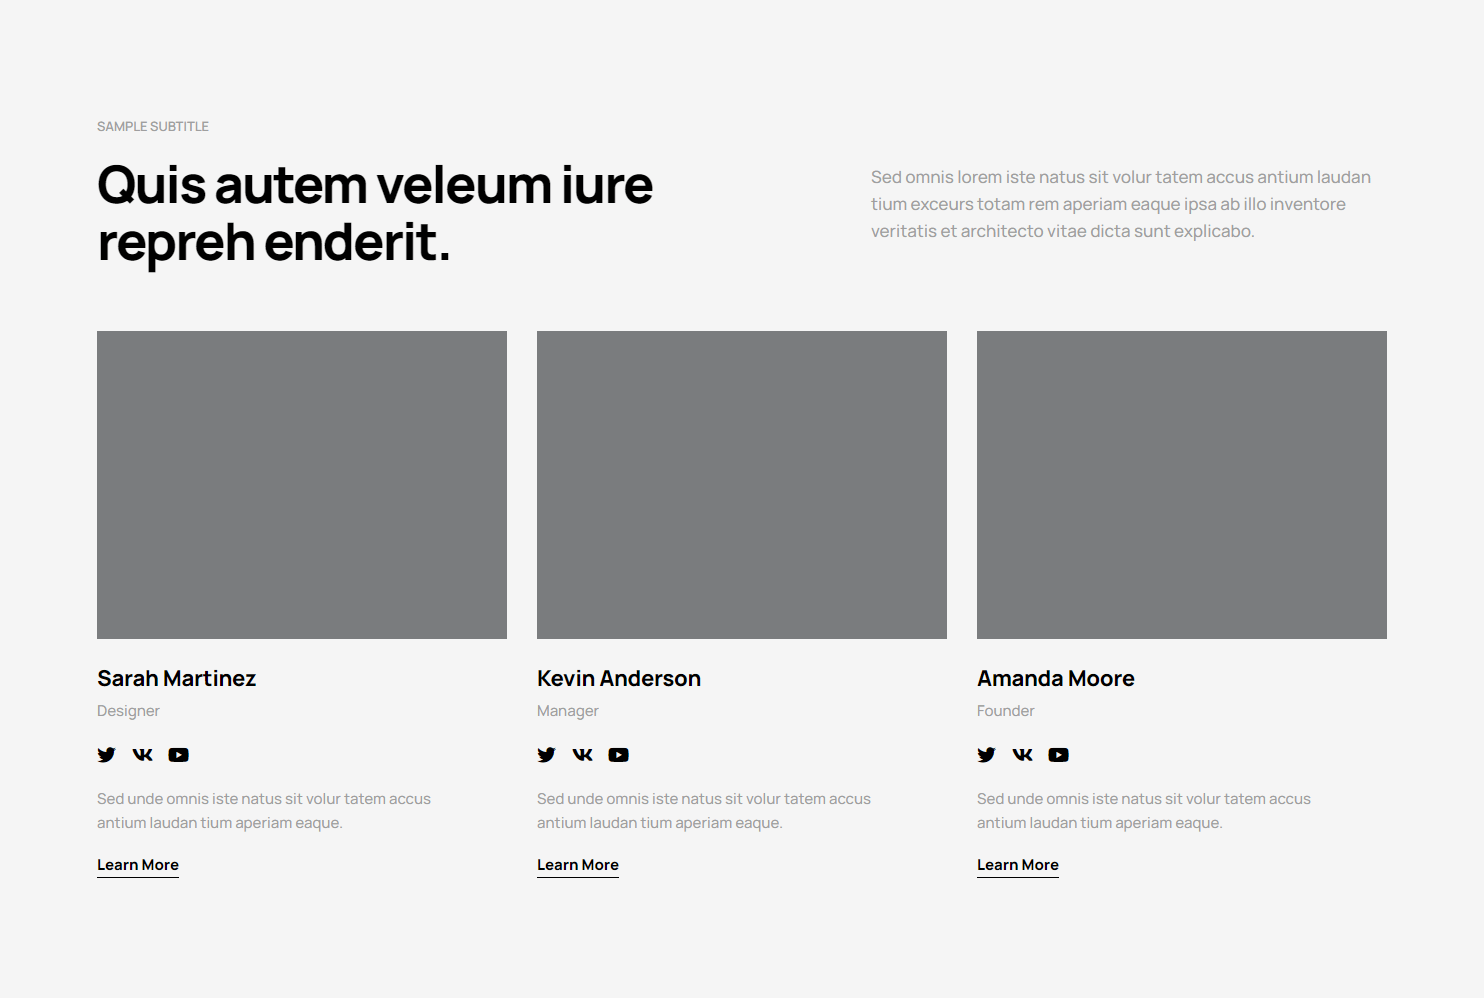 SAMPLE SUBTITLE
Quis autem veleum iure
repreh enderit.
Sed omnis lorem iste natus sit volur tatem accus antium laudan
tium exceurs totam rem aperiam eaque ipsa ab illo inventore
veritatis et architecto vitae dicta sunt explicabo.
Sarah Martinez
Designer
Sed unde omnis iste natus sit volur tatem accus
antium laudan tium aperiam eaque.
Learn More
Kevin Anderson
Manager
Sed unde omnis iste natus sit volur tatem accus
antium laudan tium aperiam eaque.
Learn More
Amanda Moore
Founder
Sed unde omnis iste natus sit volur tatem accus
antium laudan tium aperiam eaque.
Learn More